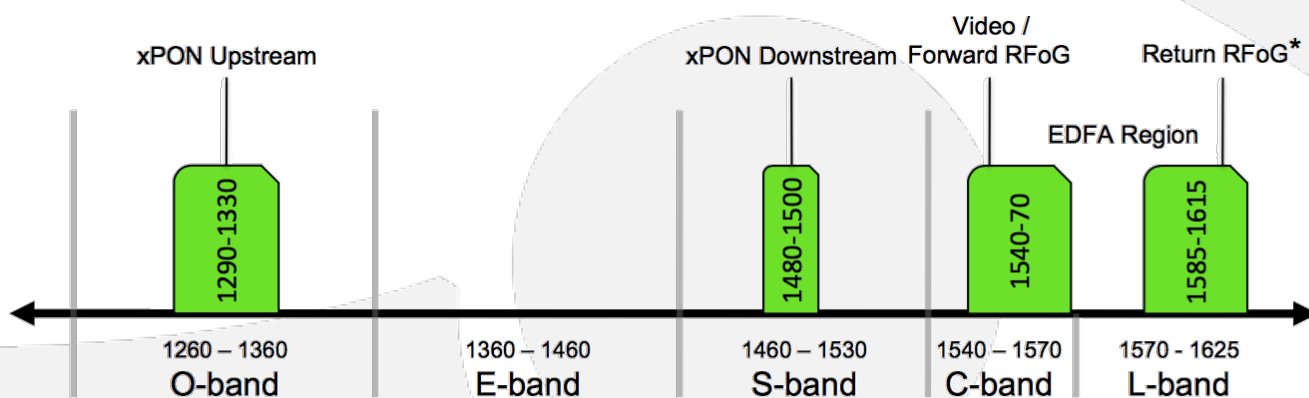 xPON Upstream
xPON Downstream
Video /
Forward RFoG
Return RFoG*
EDFA Region
1290-1330
1480-1500
1540-70
1585-1615
1260 – 1360
1360 – 1460
1460 – 1530
1540 – 1570
1570 - 1625
O-band
E-band
S-band
C-band
L-band